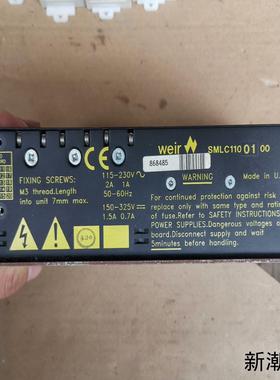 weir SMLC110 01 00
868485
FIXING SCREWS:
M3 thread.Length
into unit 7mm max.
115-230V
2A 1A
50-60Hz
150-325V
1.5A 0.7A
WARNING Made in U.
For continued protection against risk
replace only with same type and rating
of fuse.Refer to SAFETY INSTRUCTIONS
POWER SUPPLIES.Dangerous voltages o
board.Disconnect supply and wait
5minutes before handling
新潮